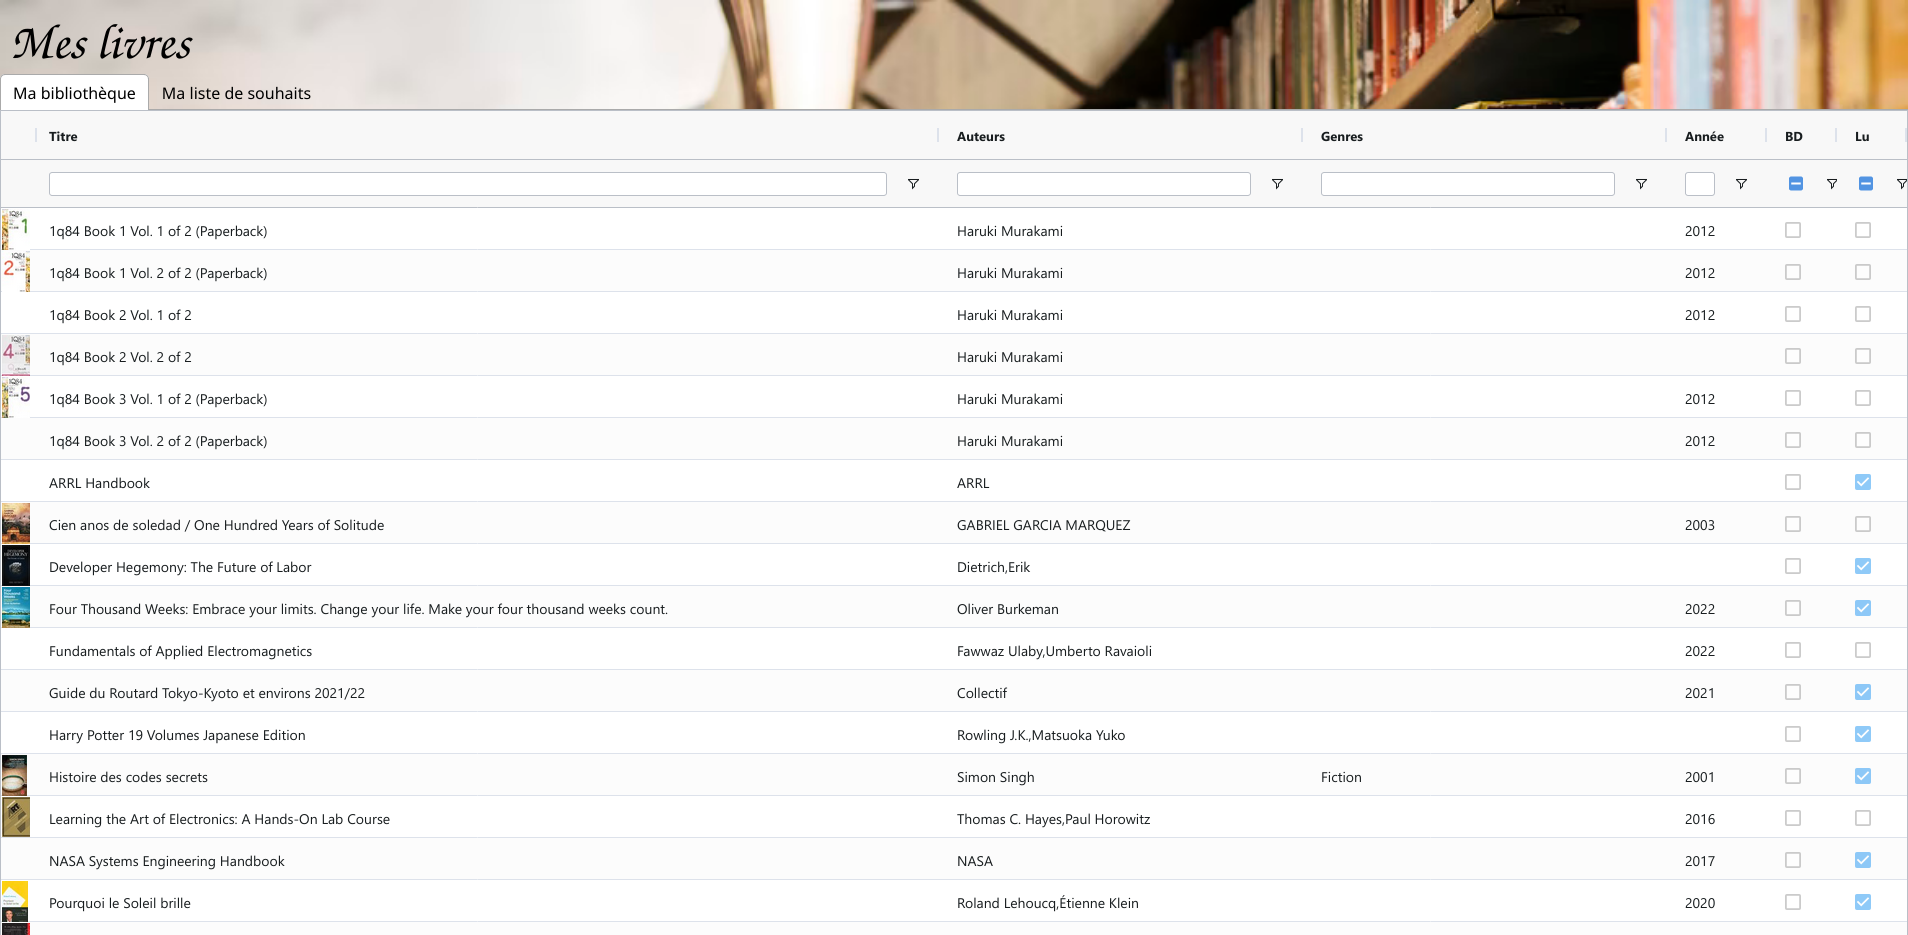 Mes livres
Ma bibliothèque Ma liste de souhaits
Titre Auteurs Genres Année BD Lu
1q84 Book 1 Vol. 1 of 2 (Paperback) Haruki Murakami 2012
1q84 Book 1 Vol. 2 of 2 (Paperback) Haruki Murakami 2012
1q84 Book 2 Vol. 1 of 2 Haruki Murakami 2012
1q84 Book 2 Vol. 2 of 2 Haruki Murakami
1q84 Book 3 Vol. 1 of 2 (Paperback) Haruki Murakami 2012
1q84 Book 3 Vol. 2 of 2 (Paperback) Haruki Murakami 2012
ARRL Handbook ARRL
Cien anos de soledad / One Hundred Years of Solitude GABRIEL GARCIA MARQUEZ 2003
Developer Hegemony: The Future of Labor Dietrich,Erik
Four Thousand Weeks: Embrace your limits. Change your life. Make your four thousand weeks count. Oliver Burkeman 2022
Fundamentals of Applied Electromagnetics Fawwaz Ulaby,Umberto Ravaioli 2022
Guide du Routard Tokyo-Kyoto et environs 2021/22 Collectif 2021
Harry Potter 19 Volumes Japanese Edition Rowling J.K.,Matsuoka Yuko
Histoire des codes secrets Simon Singh Fiction 2001
Learning the Art of Electronics: A Hands-On Lab Course Thomas C. Hayes,Paul Horowitz 2016
NASA Systems Engineering Handbook NASA 2017
Pourquoi le Soleil brille Roland Lehoucq,Étienne Klein 2020